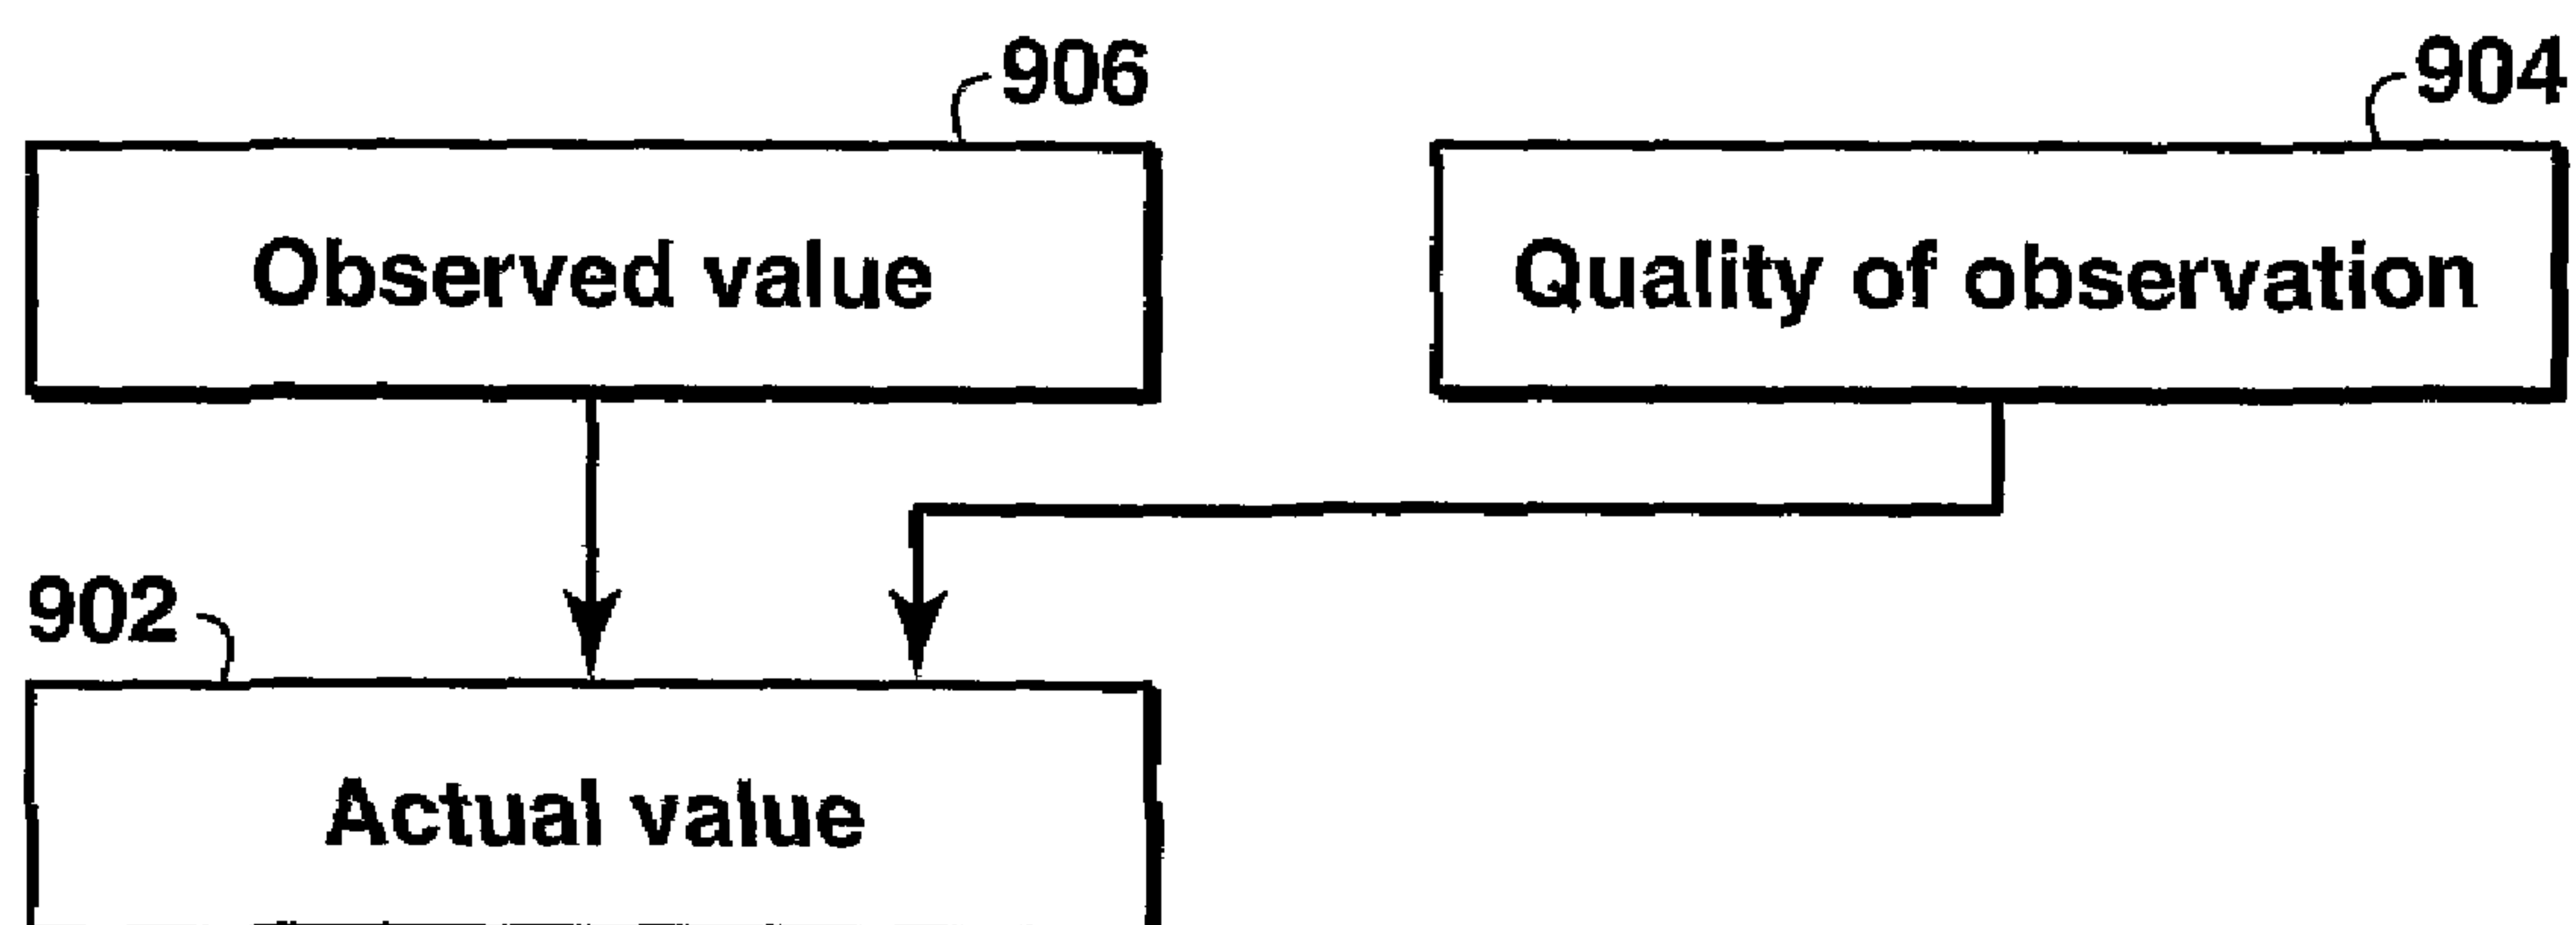 906
904
Observed value
Quality of observation
902
Actual value